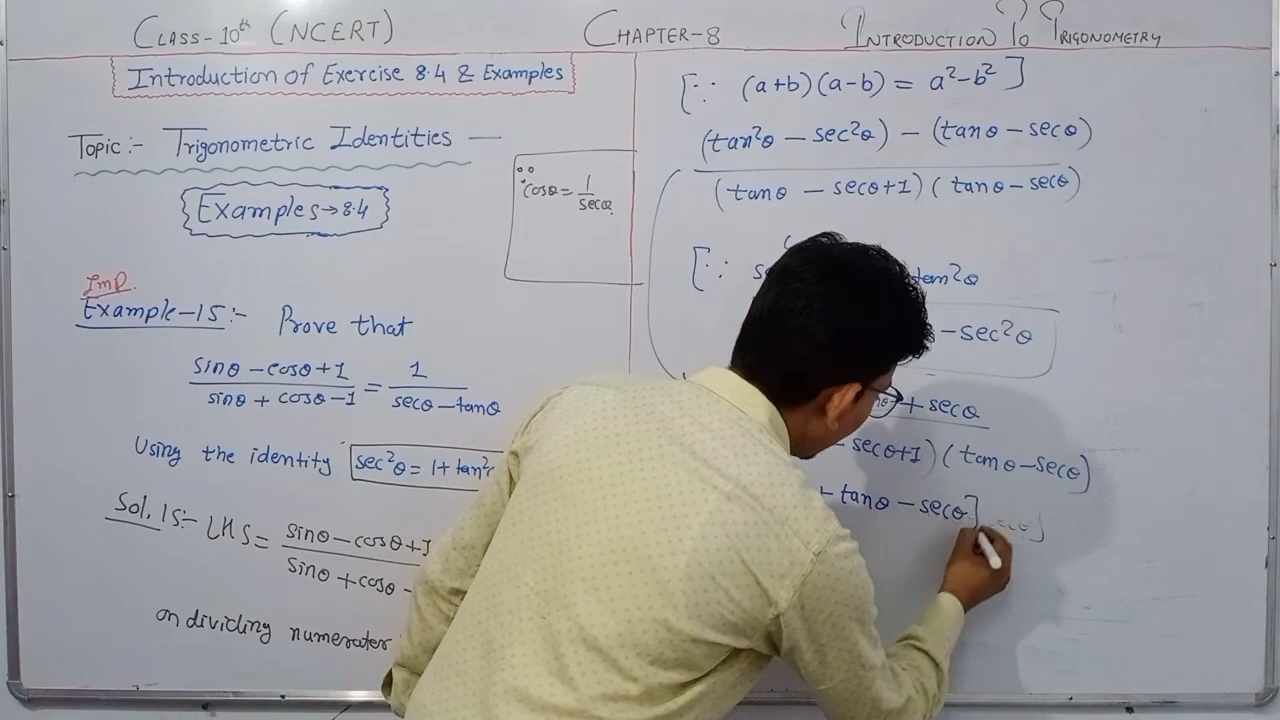 CLASS-10th (NCERT) CHAPTER-8 INTRODUCTION TO TRIGONOMETRY
Introduction of Exercise 8.4 & Examples
Topic:- Trigonometric Identities
Examples→8.4
∵ cosθ = 1/secθ
Imp.
Example-15:- Prove that
sinθ - cosθ + 1 / sinθ + cosθ - 1 = 1 / secθ - tanθ
Using the identity sec²θ = 1 + tan²
Sol. 15:- LHS = sinθ - cosθ + 1 / sinθ + cosθ -
on dividing numerater
[∵ (a+b)(a-b) = a²-b²]
(tan²θ - sec²θ) - (tanθ - secθ)
(tanθ - secθ+1)(tanθ - secθ)
[∵ tan²θ
- sec²θ
+ secθ
- secθ+1)(tanθ - secθ)
+ tanθ - secθ]